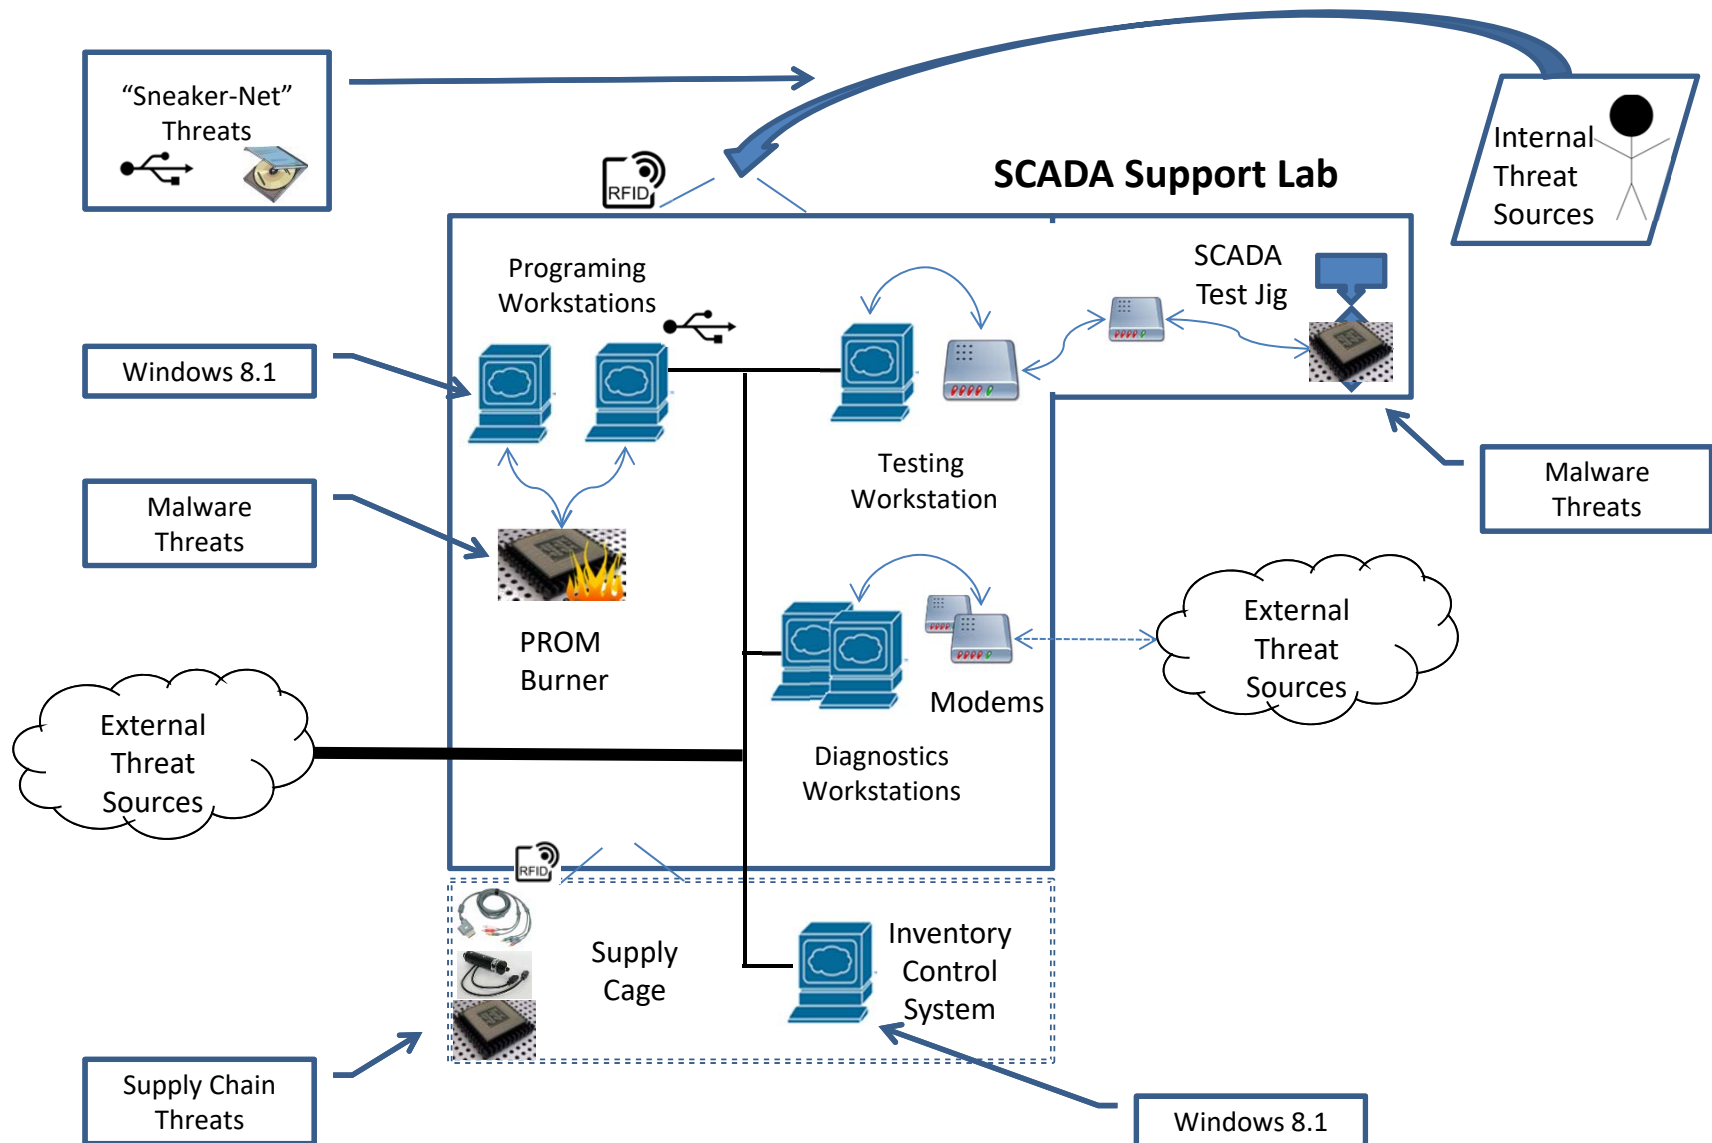 “Sneaker-Net”
Threats
RFID
SCADA Support Lab
Internal
Threat
Sources
Programing
Workstations
SCADA
Test Jig
Windows 8.1
Testing
Workstation
Malware
Threats
Malware
Threats
External
Threat
Sources
PROM
Burner
Modems
External
Threat
Sources
Diagnostics
Workstations
RFID
Supply
Cage
Inventory
Control
System
Supply Chain
Threats
Windows 8.1